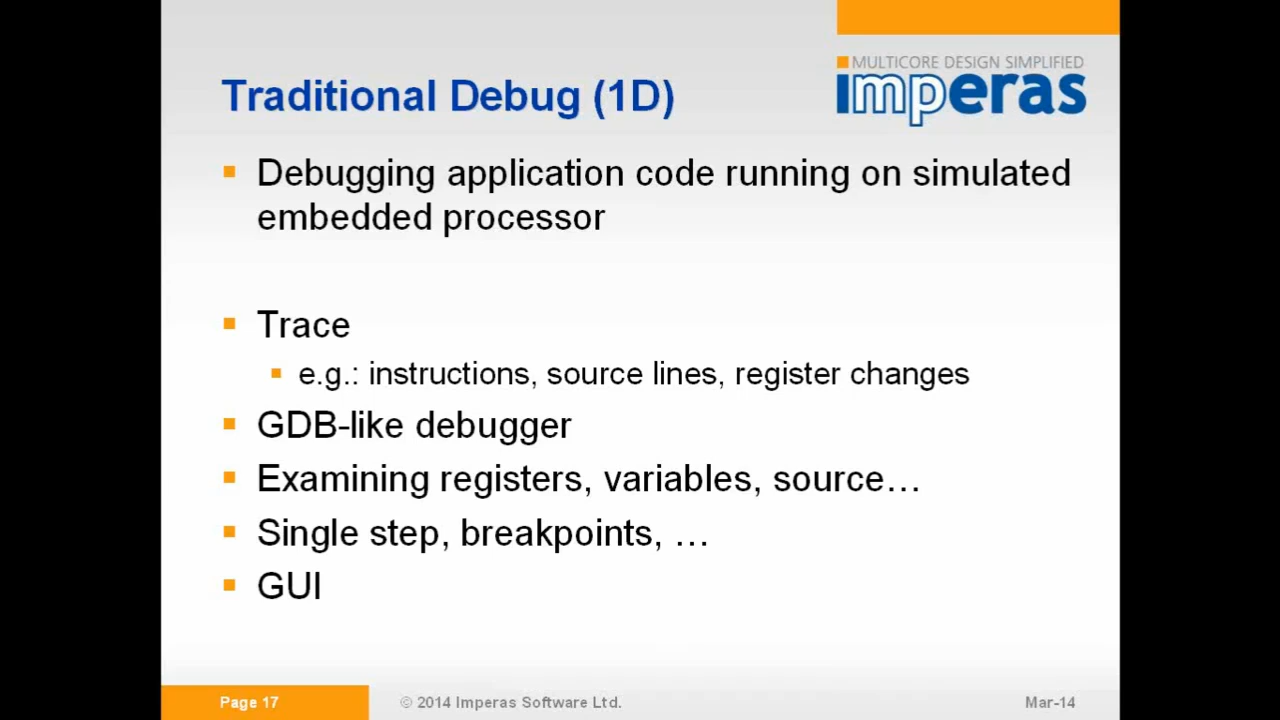 MULTICORE DESIGN SIMPLIFIED
imperas
Traditional Debug (1D)
Debugging application code running on simulated
embedded processor
Trace
e.g.: instructions, source lines, register changes
GDB-like debugger
Examining registers, variables, source…
Single step, breakpoints, …
GUI
Page 17
© 2014 Imperas Software Ltd.
Mar-14